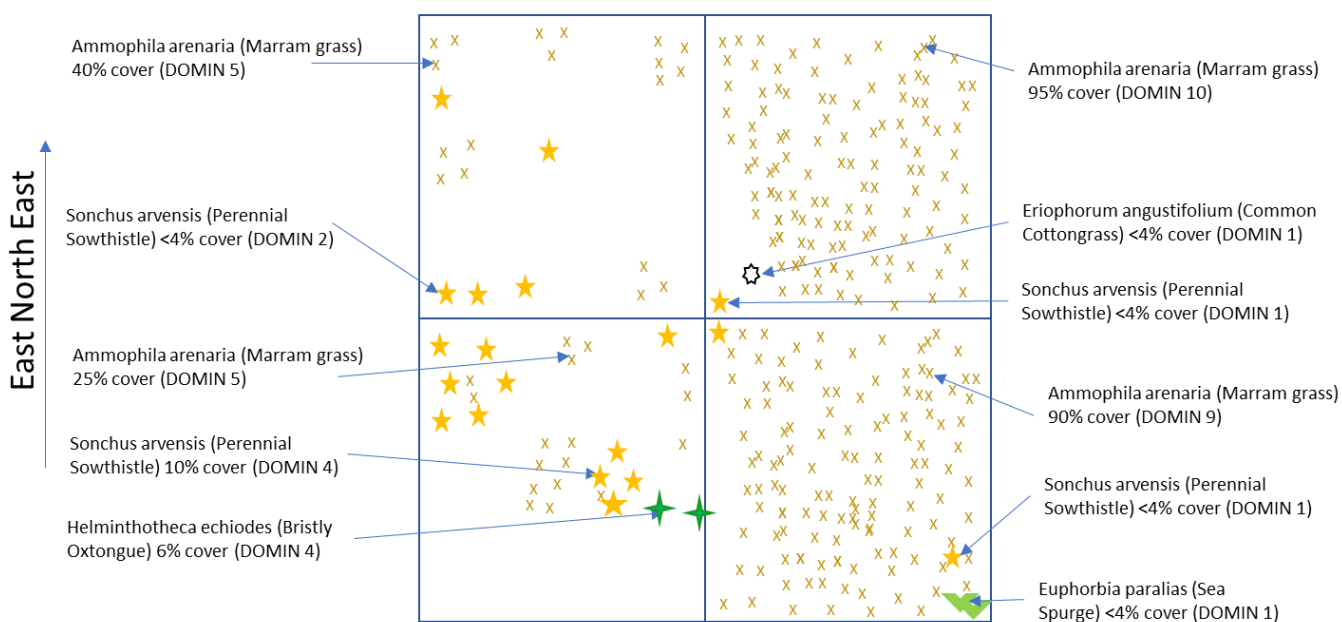 Ammophila arenaria (Marram grass)
40% cover (DOMIN 5)
Sonchus arvensis (Perennial
Sowthistle) <4% cover (DOMIN 2)
East North East
Ammophila arenaria (Marram grass)
25% cover (DOMIN 5)
Sonchus arvensis (Perennial
Sowthistle) 10% cover (DOMIN 4)
Helminthotheca echiodes (Bristly
Oxtongue) 6% cover (DOMIN 4)
Ammophila arenaria (Marram grass)
95% cover (DOMIN 10)
Eriophorum angustifolium (Common
Cottongrass) <4% cover (DOMIN 1)
Sonchus arvensis (Perennial
Sowthistle) <4% cover (DOMIN 1)
Ammophila arenaria (Marram grass)
90% cover (DOMIN 9)
Sonchus arvensis (Perennial
Sowthistle) <4% cover (DOMIN 1)
Euphorbia paralias (Sea
Spurge) <4% cover (DOMIN 1)